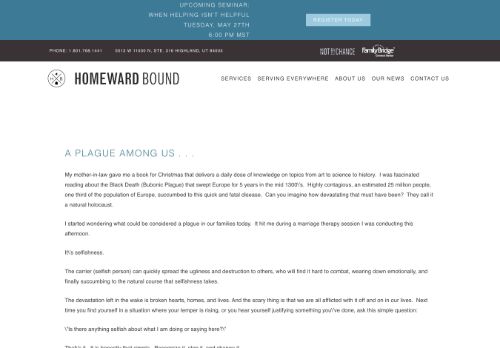 UPCOMING SEMINAR:
WHEN HELPING ISN'T HELPFUL
TUESDAY, MAY 27TH
6:00 PM MST
REGISTER TODAY
PHONE: 1.801.768.1441 5313 W 11000 N, STE. 216 HIGHLAND, UT 84003
NOT BY CHANCE FamilyBridge
HOMEWARD BOUND
SERVICES SERVING EVERYWHERE ABOUT US OUR NEWS CONTACT US
A PLAGUE AMONG US . . .
My mother-in-law gave me a book for Christmas that delivers a daily dose of knowledge on topics from art to science to history. I was fascinated
reading about the Black Death (Bubonic Plague) that swept Europe for 5 years in the mid 1300\'s. Highly contagious, an estimated 25 million people,
one third of the population of Europe, succumbed to this quick and fatal disease. Can you imagine how devastating that must have been? They call it
a natural holocaust.
I started wondering what could be considered a plague in our families today. It hit me during a marriage therapy session I was conducting this
afternoon.
It\'s selfishness.
The carrier (selfish person) can quickly spread the ugliness and destruction to others, who will find it hard to combat, wearing down emotionally, and
finally succumbing to the natural course that selfishness takes.
The devastation left in the wake is broken hearts, homes, and lives. And the scary thing is that we are all afflicted with it off and on in our lives. Next
time you find yourself in a situation where your temper is rising, or you hear yourself justifying something you\'ve done, ask this simple question:
\"Is there anything selfish about what I am doing or saying here?\"